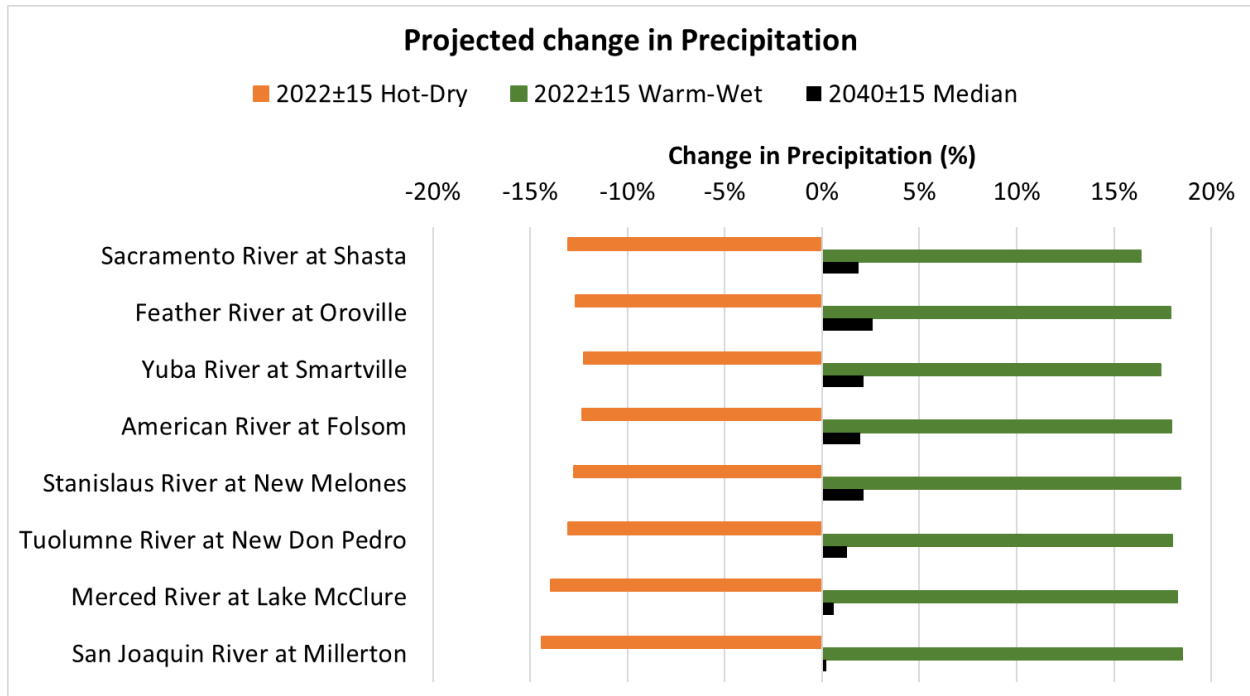 Projected change in Precipitation
2022±15 Hot-Dry 2022±15 Warm-Wet 2040±15 Median
Change in Precipitation (%)
-20% -15% -10% -5% 0% 5% 10% 15% 20%
Sacramento River at Shasta
Feather River at Oroville
Yuba River at Smartville
American River at Folsom
Stanislaus River at New Melones
Tuolumne River at New Don Pedro
Merced River at Lake McClure
San Joaquin River at Millerton